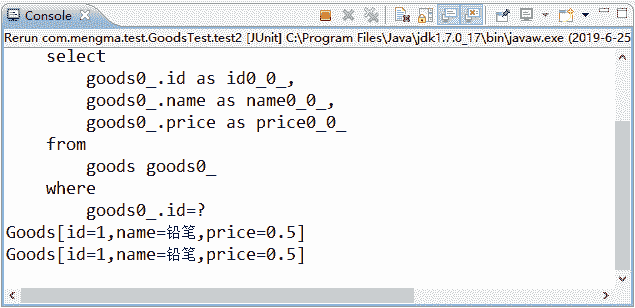 Console
Rerun com.mengma.test.GoodsTest.test2 [JUnit] C:\Program Files\Java\jdk1.7.0_17\bin\javaw.exe (2019-6-25
select
goods0_.id as id0_0_,
goods0_.name as name0_0_,
goods0_.price as price0_0_
from
goods goods0_
where
goods0_.id=?
Goods[id=1,name=铅笔,price=0.5]
Goods[id=1,name=铅笔,price=0.5]